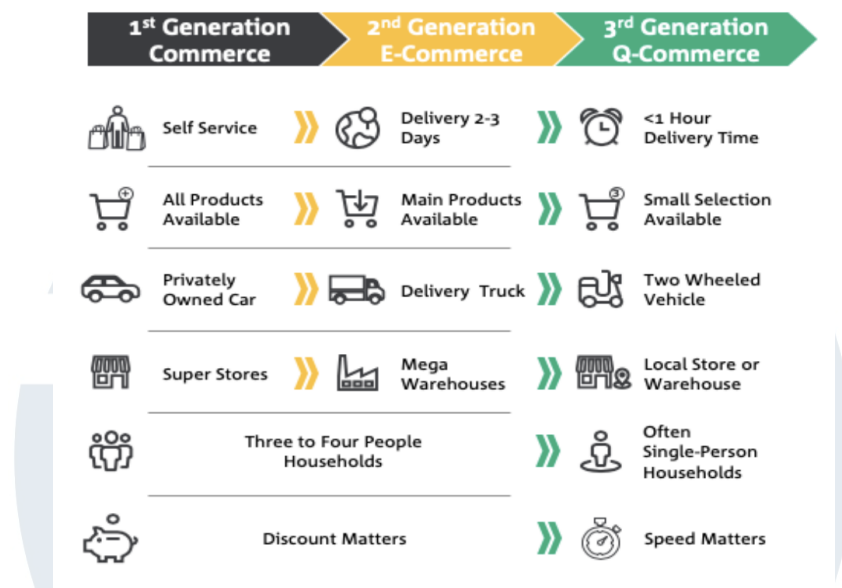 1st Generation
Commerce
2nd Generation
E-Commerce
3rd Generation
Q-Commerce
Self Service
Delivery 2-3
Days
<1 Hour
Delivery Time
All Products
Available
Main Products
Available
3
Small Selection
Available
Privately
Owned Car
Delivery Truck
Two Wheeled
Vehicle
Super Stores
Mega
Warehouses
Local Store or
Warehouse
Three to Four People
Households
Often
Single-Person
Households
Discount Matters
Speed Matters